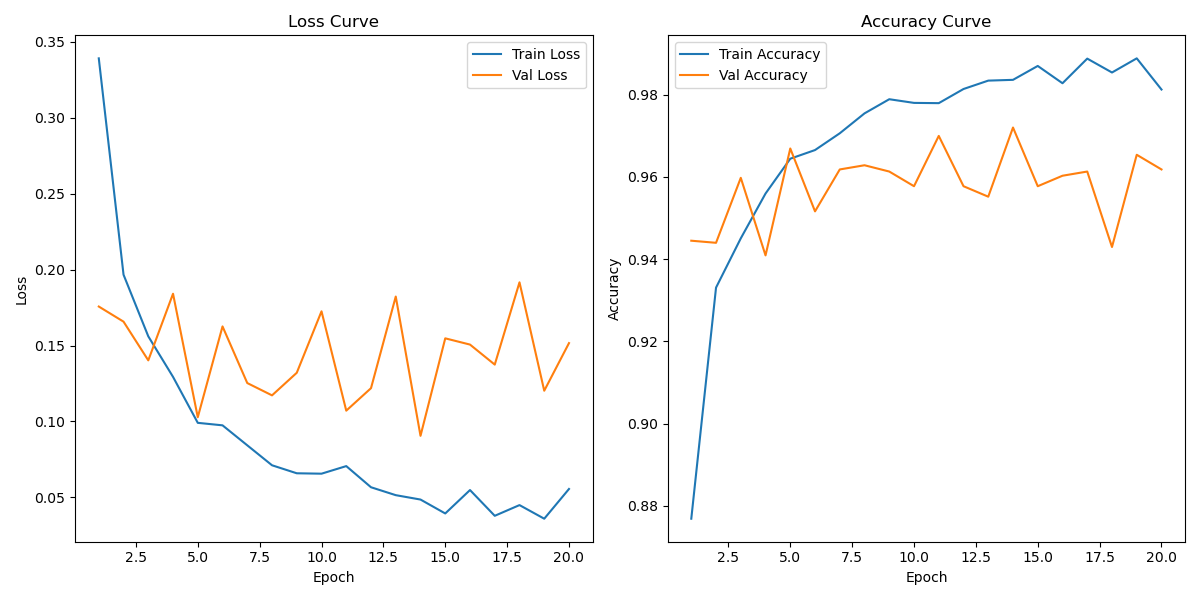 Loss Curve
0.35
0.30
0.25
0.20
0.15
0.10
0.05
Loss
Train Loss
Val Loss
2.5 5.0 7.5 10.0 12.5 15.0 17.5 20.0
Epoch
Accuracy Curve
Train Accuracy
Val Accuracy
0.98
0.96
0.94
0.92
0.90
0.88
Accuracy
2.5 5.0 7.5 10.0 12.5 15.0 17.5 20.0
Epoch